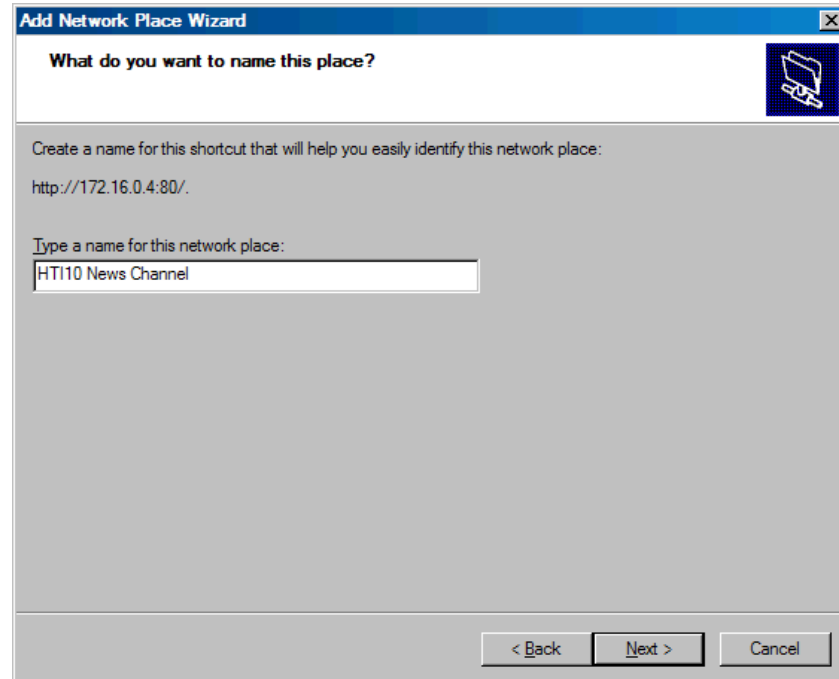 Add Network Place Wizard
What do you want to name this place?
Create a name for this shortcut that will help you easily identify this network place:
http://172.16.0.4:80/.
Type a name for this network place:
HTI10 News Channel
< Back
Next >
Cancel